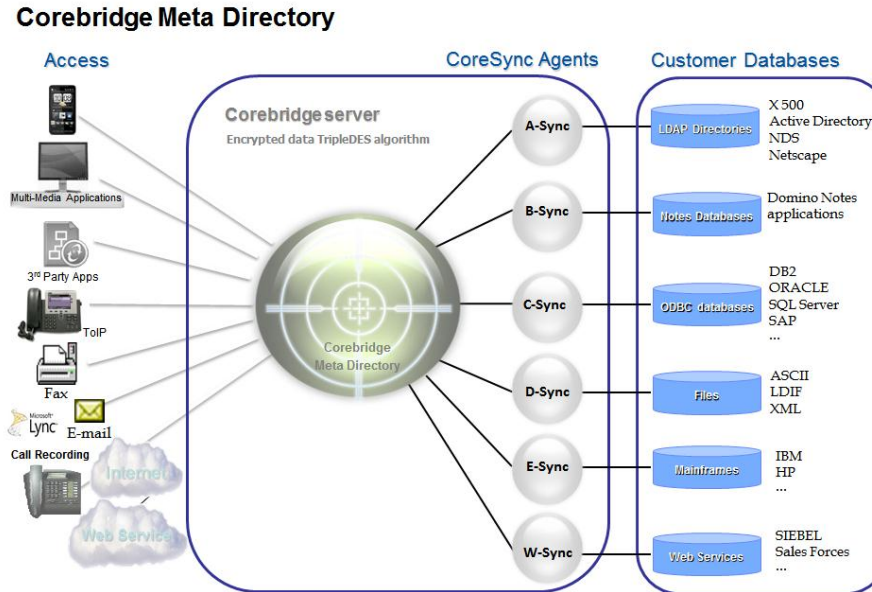 Corebridge Meta Directory
Access
CoreSync Agents
Customer Databases
Corebridge server
Encrypted data TripleDES algorithm
Multi-Media Applications
3rd Party Apps
ToIP
Fax
Microsoft®
Lync™
E-mail
Call Recording
Internet
Web Service
Corebridge
Meta Directory
A-Sync
B-Sync
C-Sync
D-Sync
E-Sync
W-Sync
LDAP Directories
X 500
Active Directory
NDS
Netscape
Notes Databases
Domino Notes
applications
ODBC databases
DB2
ORACLE
SQL Server
SAP
...
Files
ASCII
LDIF
XML
Mainframes
IBM
HP
...
Web Services
SIEBEL
Sales Forces
...